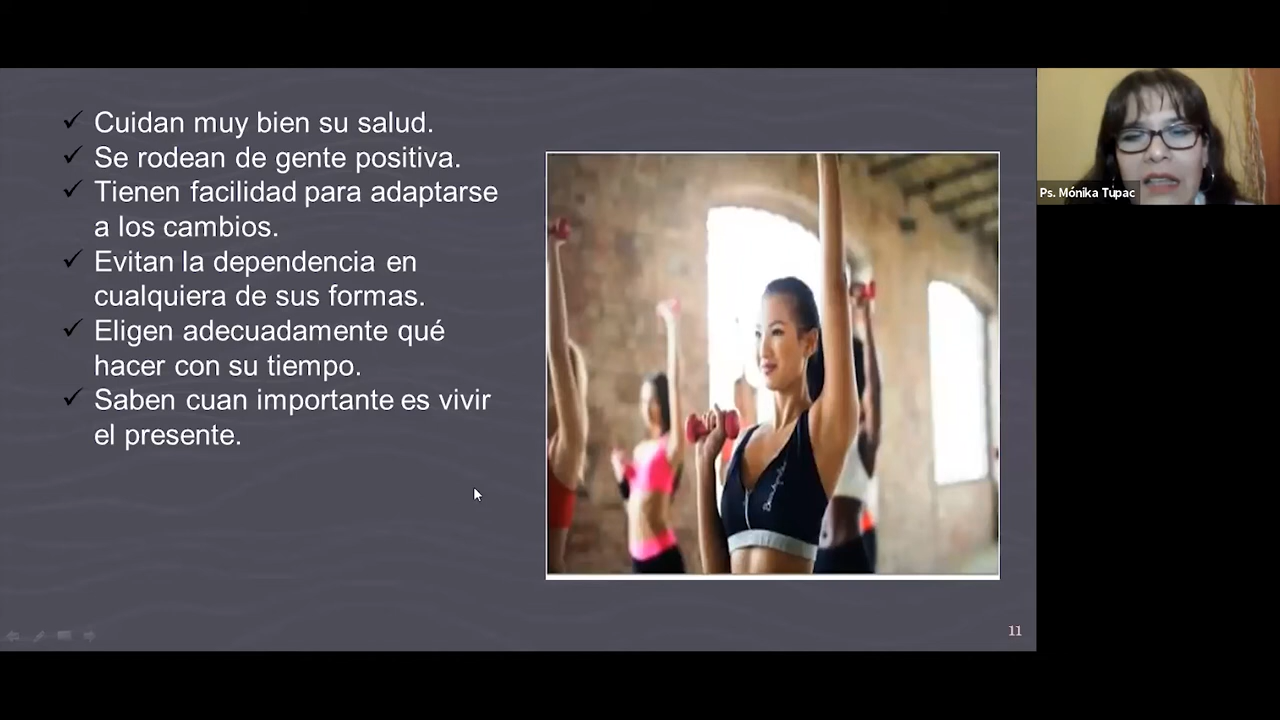 Cuidan muy bien su salud.
Se rodean de gente positiva.
Tienen facilidad para adaptarse
a los cambios.
Evitan la dependencia en
cualquiera de sus formas.
Eligen adecuadamente qué
hacer con su tiempo.
Saben cuan importante es vivir
el presente.
Ps. Mónika Tupac
11